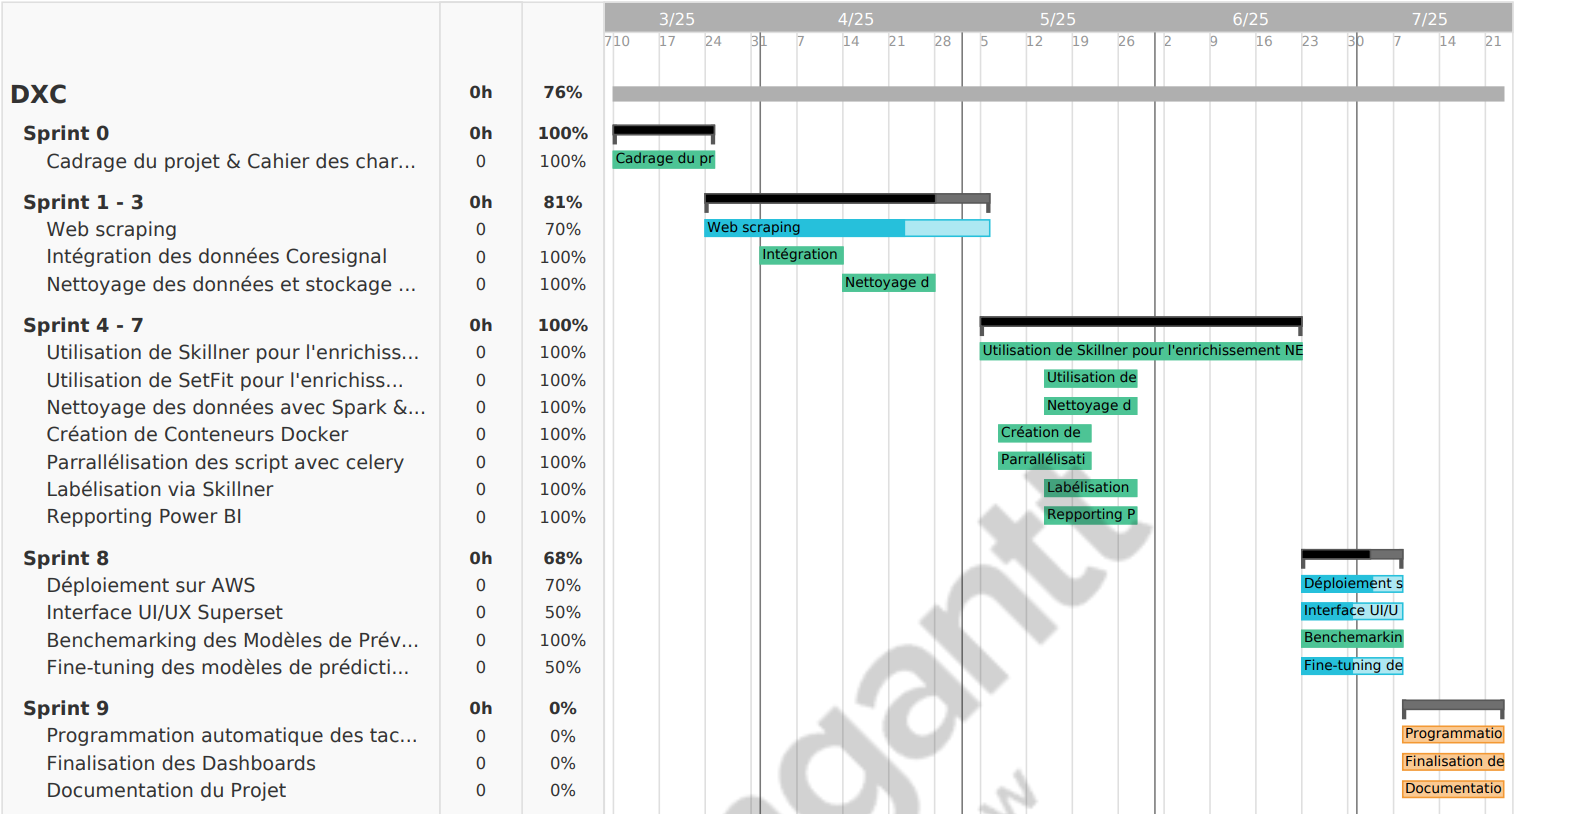 3/25 4/25 5/25 6/25 7/25
7 10 17 24 31 7 14 21 28 5 12 19 26 2 9 16 23 30 7 14 21
DXC 0h 76%
Sprint 0 0h 100%
Cadrage du projet & Cahier des char... 0 100% Cadrage du pr
Sprint 1 - 3 0h 81%
Web scraping 0 70% Web scraping
Intégration des données Coresignal 0 100% Intégration
Nettoyage des données et stockage ... 0 100% Nettoyage d
Sprint 4 - 7 0h 100%
Utilisation de Skillner pour l'enrichiss... 0 100% Utilisation de Skillner pour l'enrichissement NE
Utilisation de SetFit pour l'enrichiss... 0 100% Utilisation de
Nettoyage des données avec Spark &... 0 100% Nettoyage d
Création de Conteneurs Docker 0 100% Création de
Parrallélisation des script avec celery 0 100% Parrallélisati
Labélisation via Skillner 0 100% Labélisation
Repporting Power BI 0 100% Repporting P
Sprint 8 0h 68%
Déploiement sur AWS 0 70% Déploiement s
Interface UI/UX Superset 0 50% Interface UI/U
Benchemarking des Modèles de Prév... 0 100% Benchemarkin
Fine-tuning des modèles de prédicti... 0 50% Fine-tuning de
Sprint 9 0h 0%
Programmation automatique des tac... 0 0% Programmatio
Finalisation des Dashboards 0 0% Finalisation de
Documentation du Projet 0 0% Documentatio
gantt
w